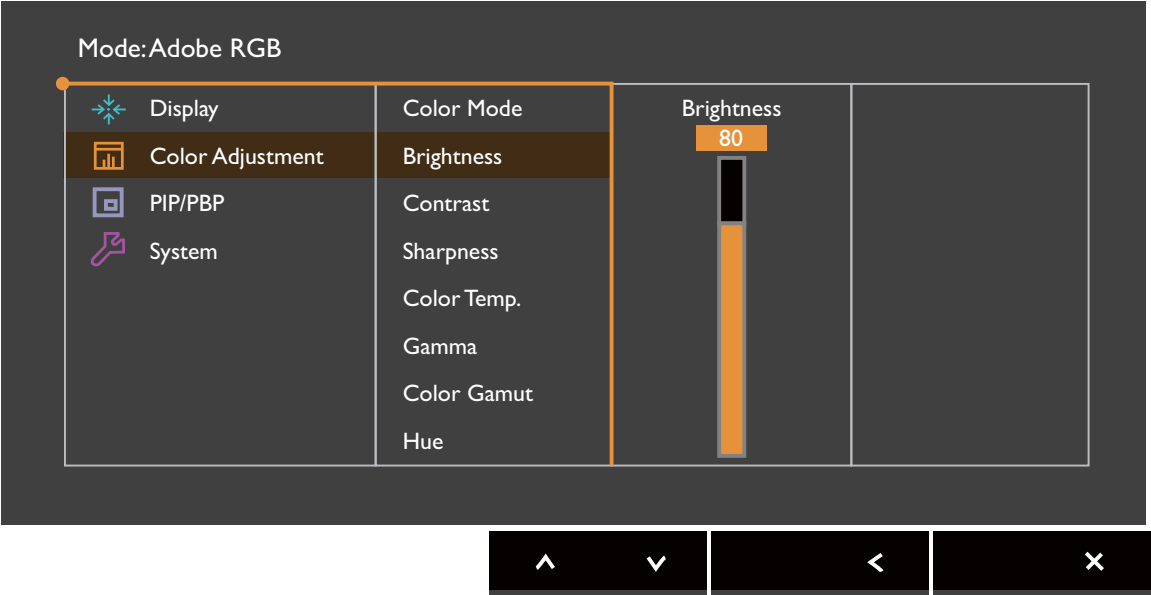 Mode: Adobe RGB
Display
Color Adjustment
PIP/PBP
System
Color Mode
Brightness
Contrast
Sharpness
Color Temp.
Gamma
Color Gamut
Hue
Brightness
80